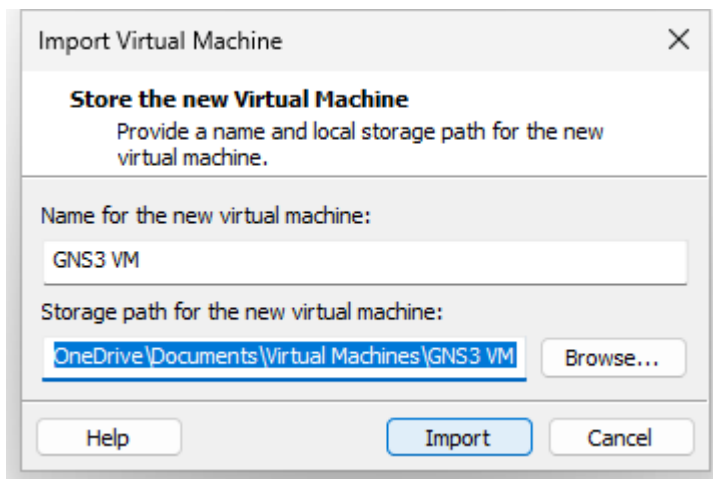 Import Virtual Machine
Store the new Virtual Machine
Provide a name and local storage path for the new
virtual machine.
Name for the new virtual machine:
GNS3 VM
Storage path for the new virtual machine:
OneDrive\Documents\Virtual Machines\GNS3 VM
Browse...
Help
Import
Cancel